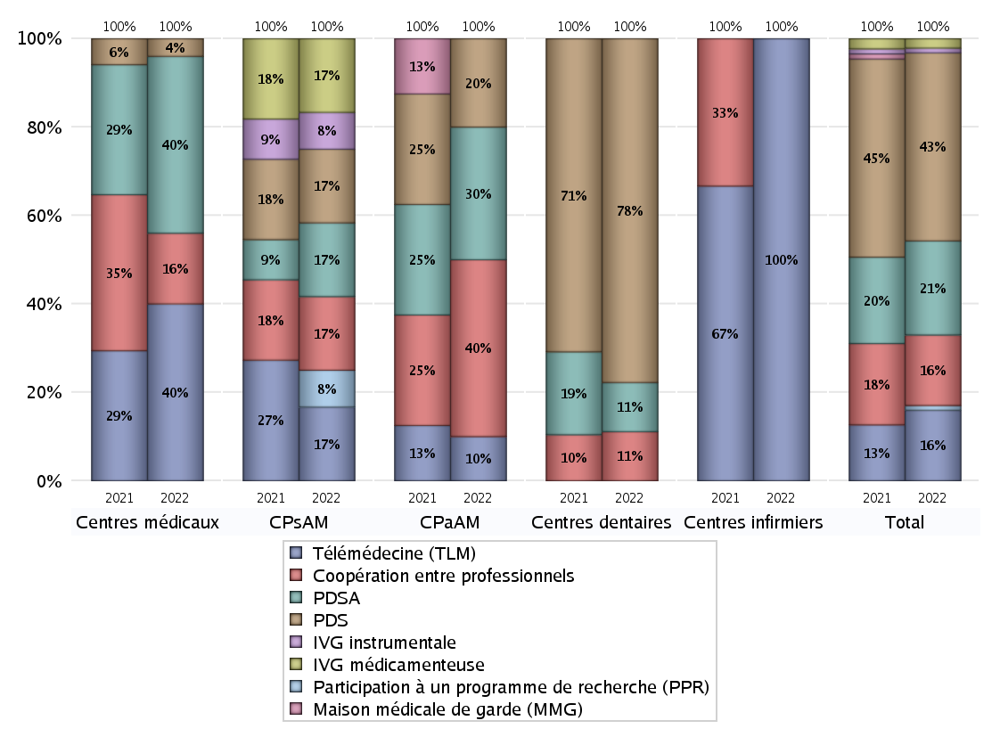 100% 100% 100% 100% 100% 100% 100% 100% 100% 100% 100% 100%
100%
80%
60%
40%
20%
0%
6% 4%
29% 40%
35% 16%
29% 40%
18% 17%
9% 8%
18% 17%
9% 17%
18% 17%
8%
27% 17%
13% 20%
25% 30%
25% 40%
25%
13% 10%
71% 78%
19% 11%
10% 11%
33%
67% 100%
45% 43%
20% 21%
18% 16%
13% 16%
2021 2022 2021 2022 2021 2022 2021 2022 2021 2022 2021 2022
Centres médicaux CPsAM CPaAM Centres dentaires Centres infirmiers Total
Télémédecine (TLM)
Coopération entre professionnels
PDSA
PDS
IVG instrumentale
IVG médicamenteuse
Participation à un programme de recherche (PPR)
Maison médicale de garde (MMG)